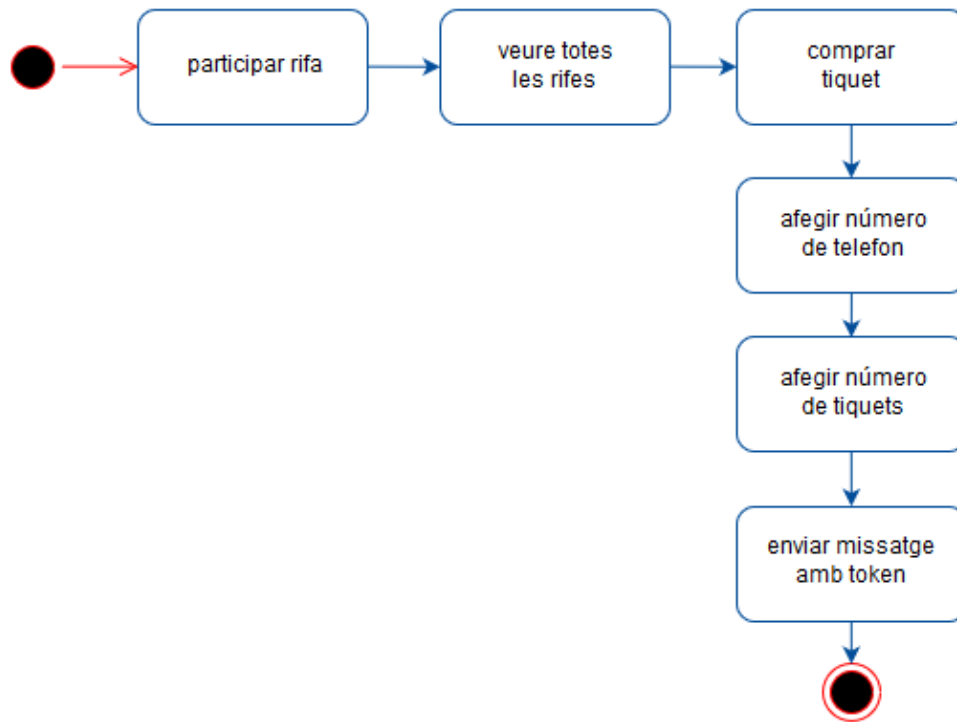 participar rifa
veure totes
les rifes
comprar
tiquet
afegir número
de telefon
afegir número
de tiquets
enviar missatge
amb token